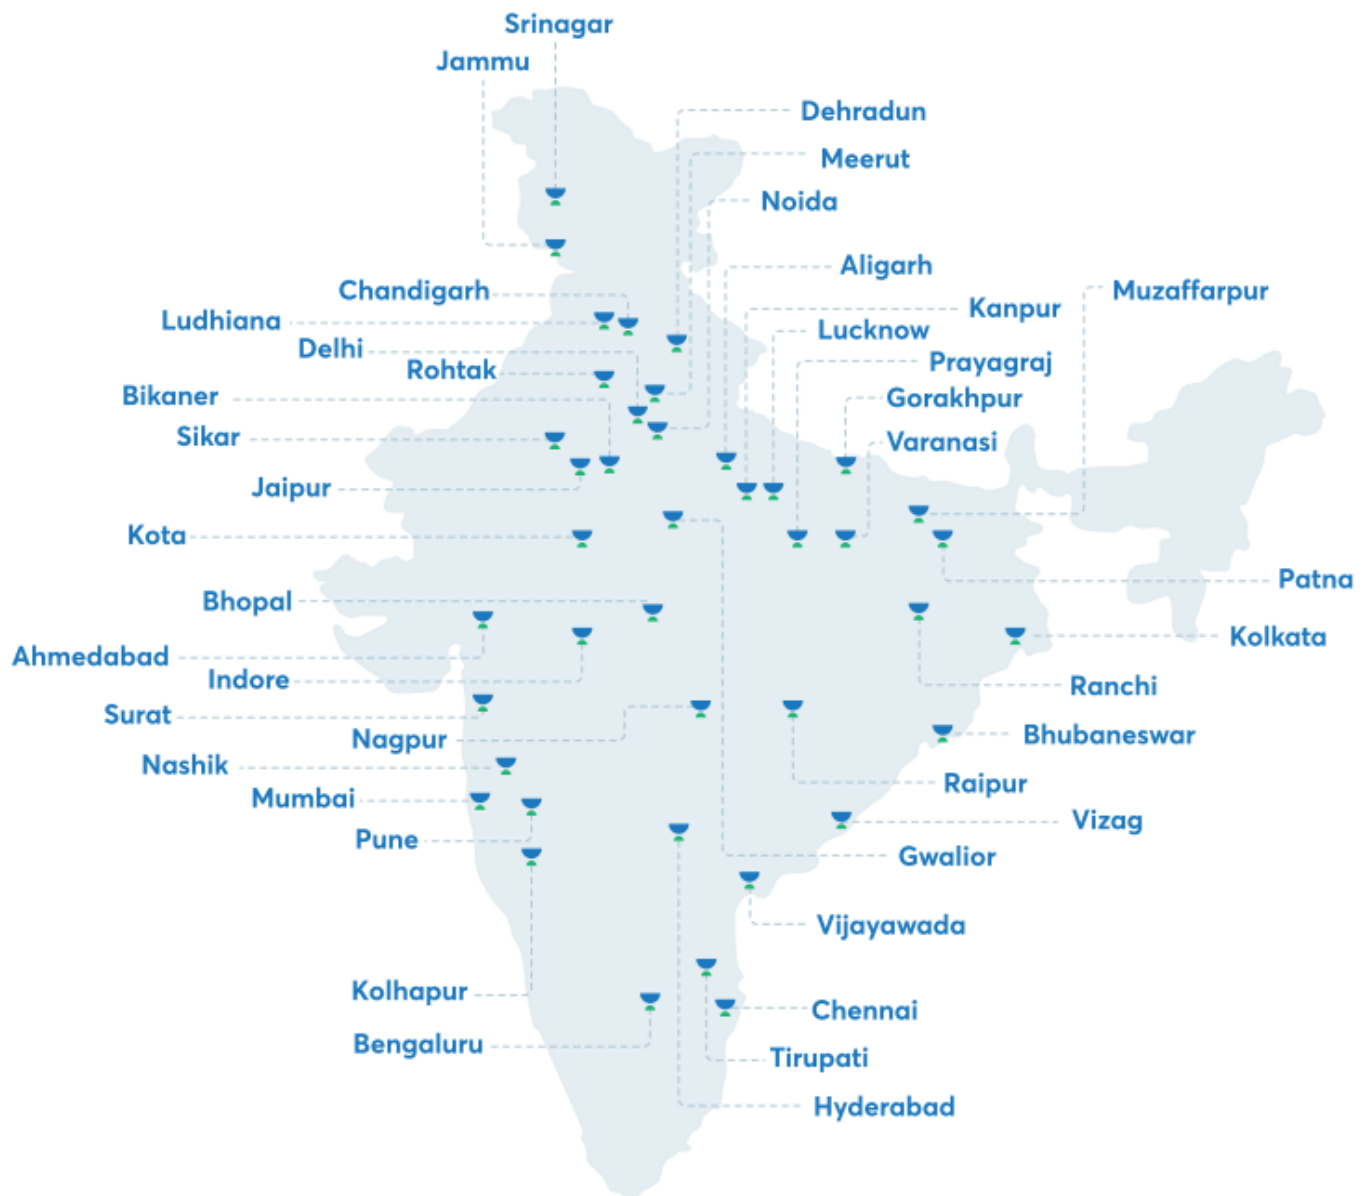 Srinagar
Jammu
Dehradun
Meerut
Noida
Aligarh
Chandigarh
Muzaffarpur
Kanpur
Ludhiana
Lucknow
Delhi
Prayagraj
Rohtak
Bikaner
Gorakhpur
Sikar
Varanasi
Jaipur
Kota
Patna
Bhopal
Kolkata
Ahmedabad
Indore
Ranchi
Surat
Bhubaneswar
Nagpur
Nashik
Raipur
Mumbai
Vizag
Pune
Gwalior
Vijayawada
Kolhapur
Chennai
Bengaluru
Tirupati
Hyderabad